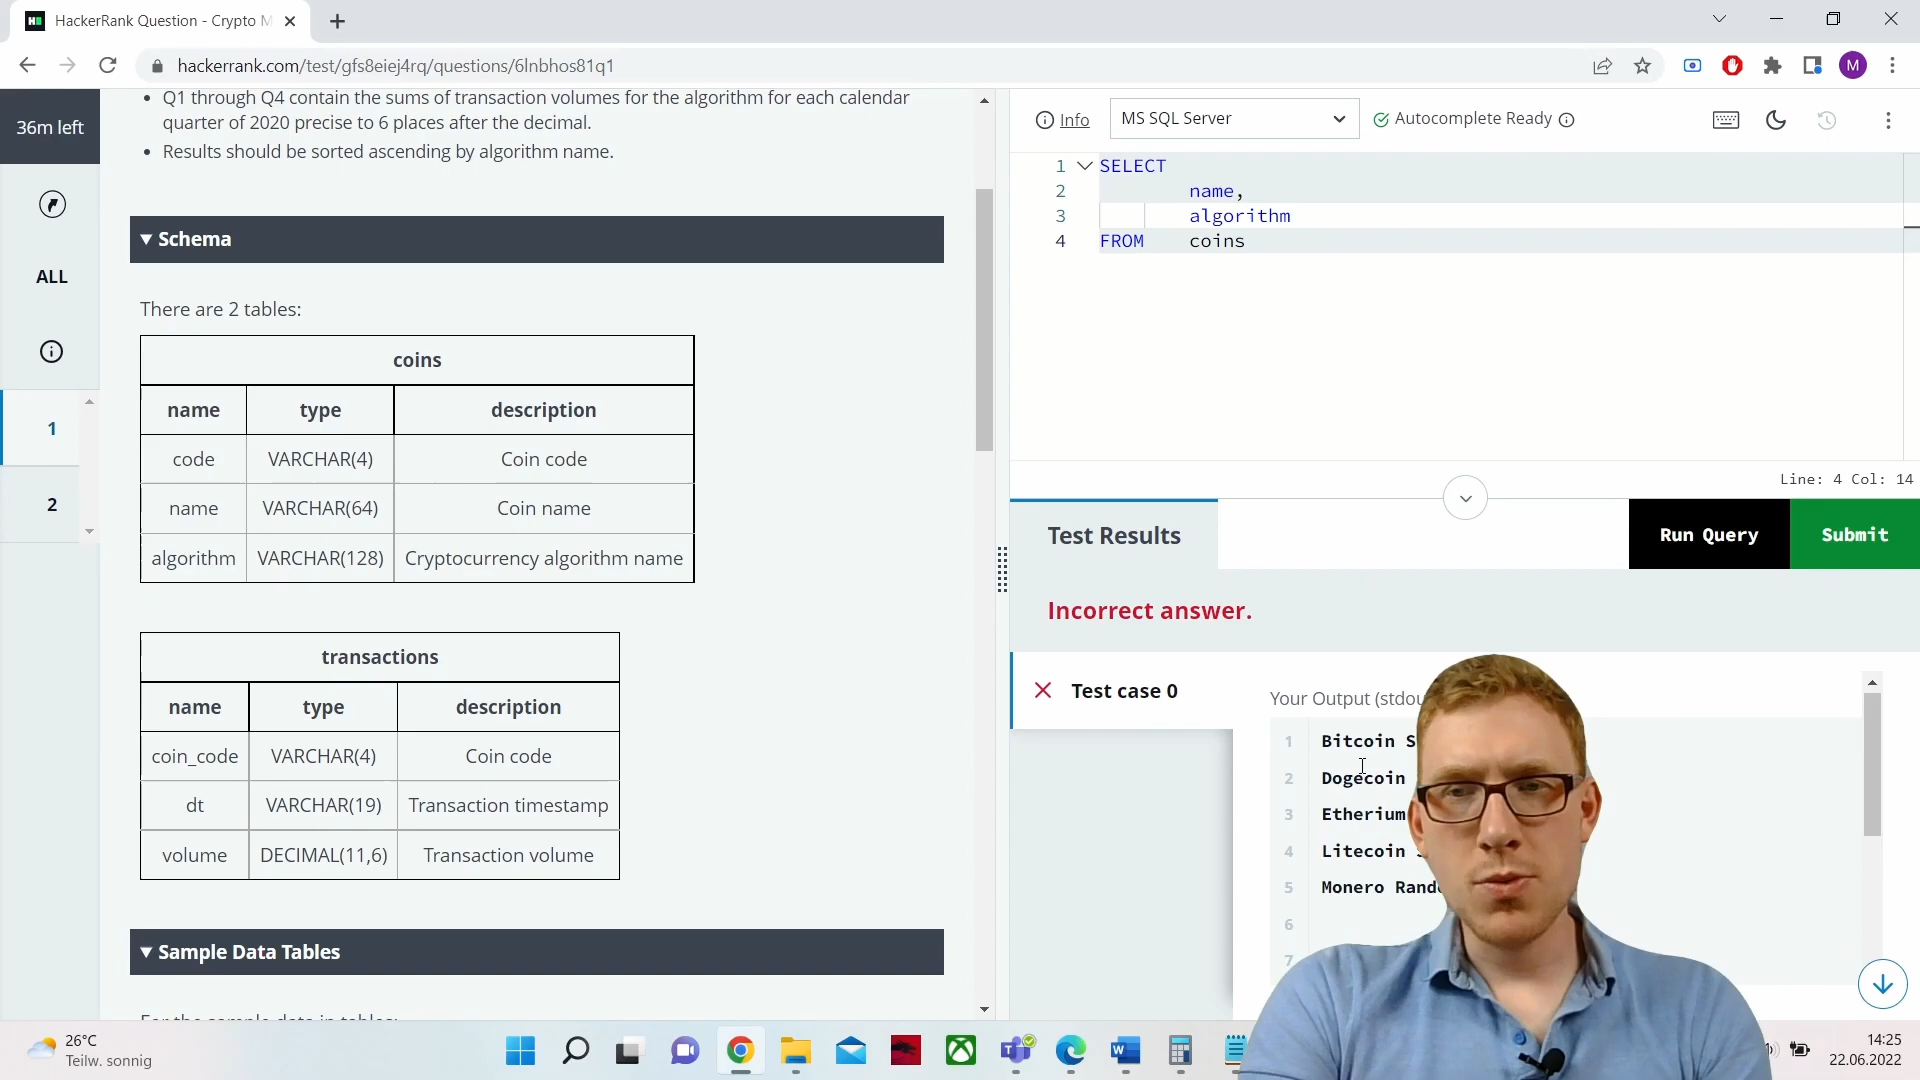 HackerRank Question - Crypto M
hackerrank.com/test/gfs8eiej4rq/questions/6lnbhos81q1
M
36m left
ALL
1
2
Q1 through Q4 contain the sums of transaction volumes for the algorithm for each calendar
quarter of 2020 precise to 6 places after the decimal.
Results should be sorted ascending by algorithm name.
Schema
There are 2 tables:
coins
name type description
code VARCHAR(4) Coin code
name VARCHAR(64) Coin name
algorithm VARCHAR(128) Cryptocurrency algorithm name
transactions
name type description
coin_code VARCHAR(4) Coin code
dt VARCHAR(19) Transaction timestamp
volume DECIMAL(11,6) Transaction volume
Sample Data Tables
Info
MS SQL Server
Autocomplete Ready
1 SELECT
2 name,
3 algorithm
4 FROM coins
Line: 4 Col: 14
Test Results
Run Query
Submit
Incorrect answer.
Test case 0
Your Output (stdou
1 Bitcoin S
2 Dogecoin
3 Etherium
4 Litecoin
5 Monero Rand
6
7
26°C
Teilw. sonnig
14:25
22.06.2022